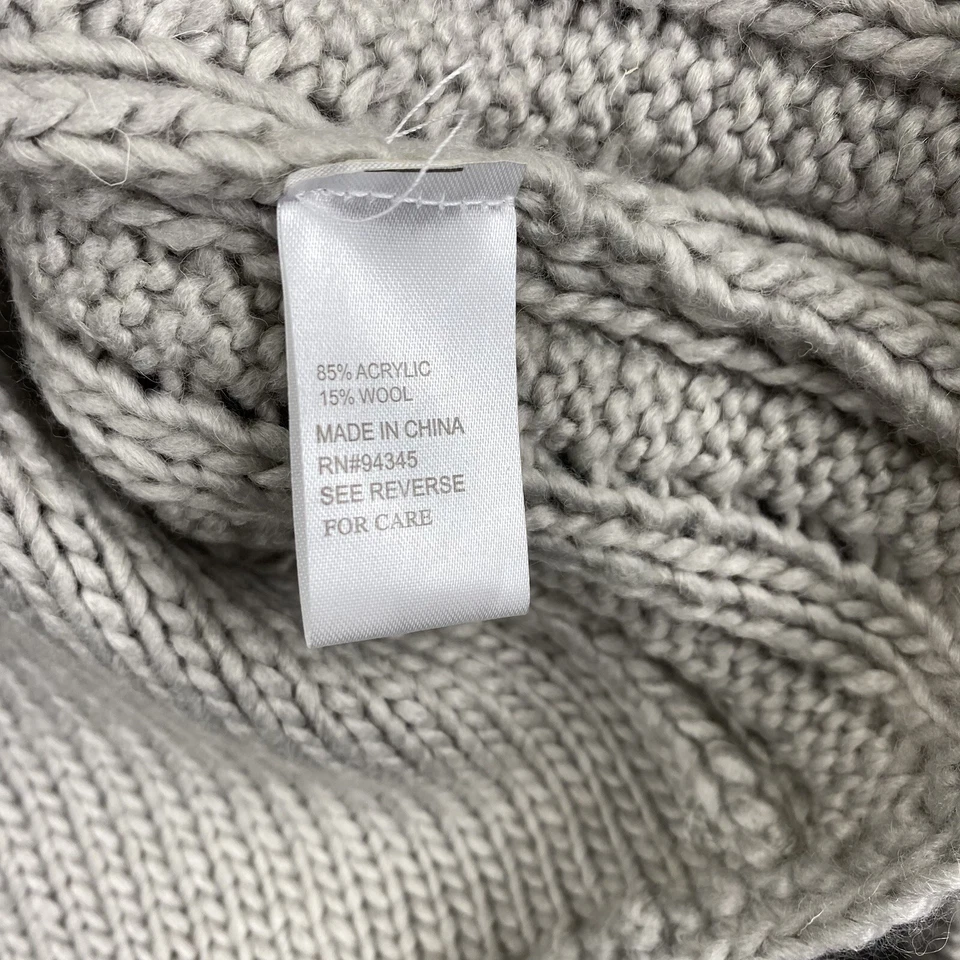 85% ACRYLIC
15% WOOL
MADE IN CHINA
RN#94345
SEE REVERSE
FOR CARE